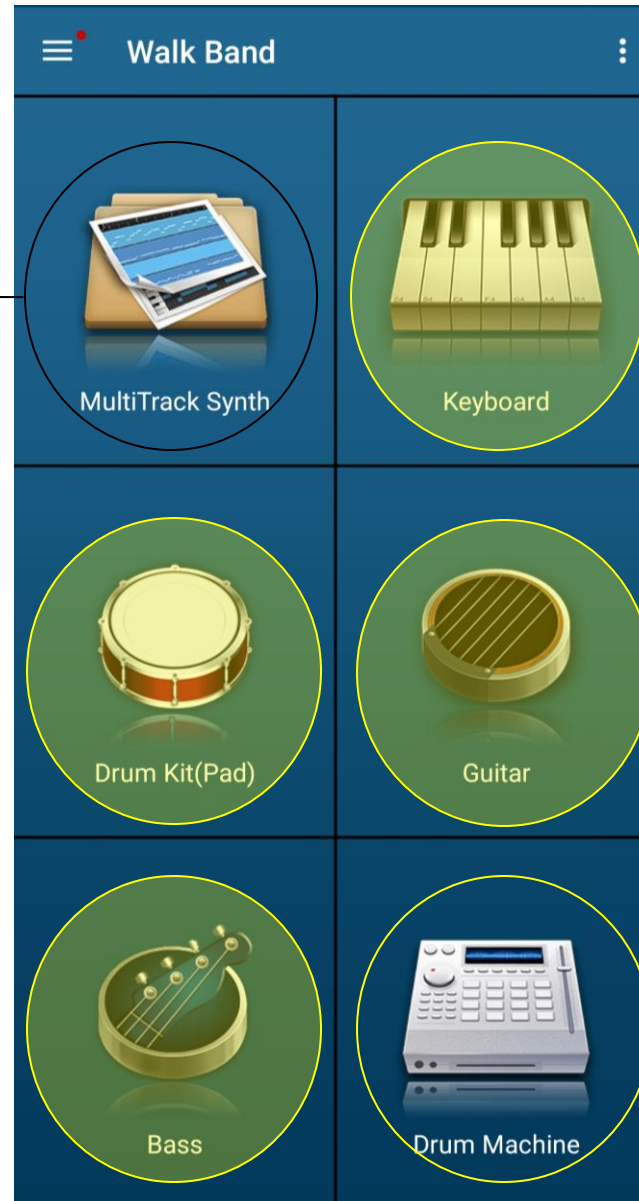 Walk Band
MultiTrack Synth
Keyboard
Drum Kit(Pad)
Guitar
Bass
Drum Machine